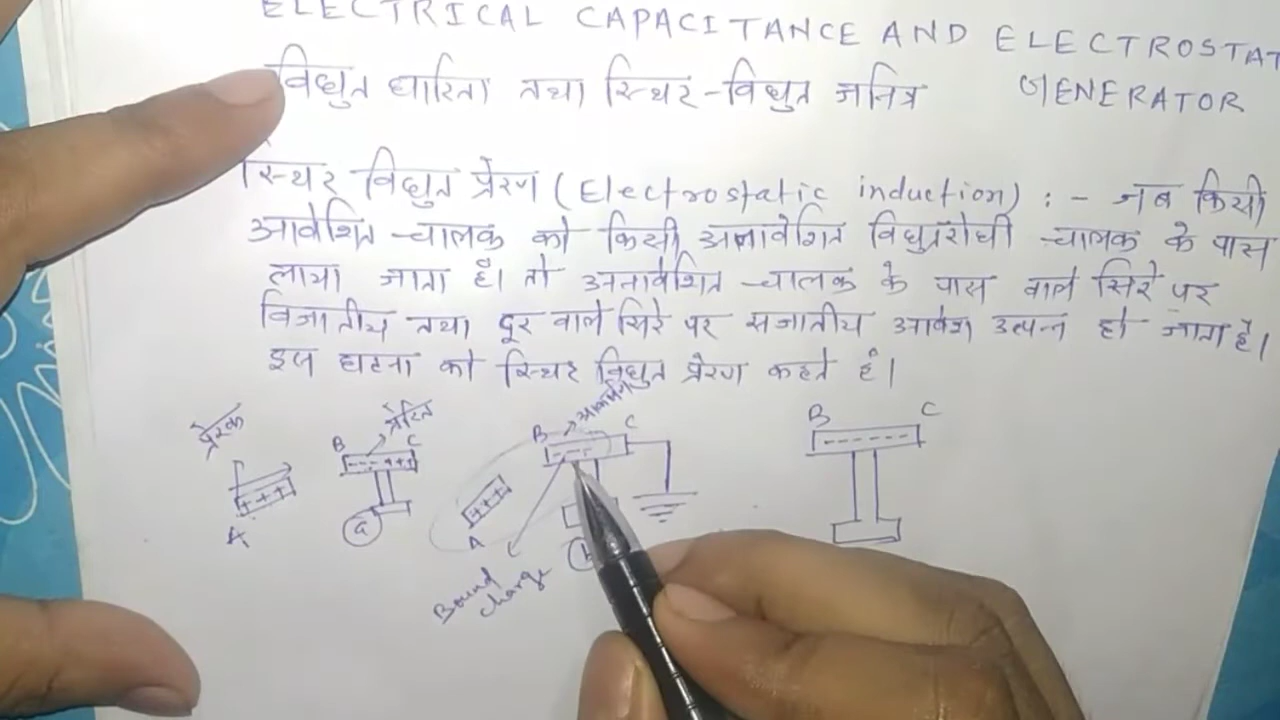 ELECTRICAL CAPACITANCE AND ELECTROSTAT
विधुत धारिता तथा स्थिर-विधुत जनित्र GENERATOR
स्थिर विधुत प्रेरण (Electrostatic induction) :- जब किसी
आवेशित चालक को किसी अनावेशित विधुतरोधी चालक के पास
लाया जाता है। तो अनावेशित चालक के पास वाले सिरे पर
विजातीय तथा दूर वाले सिरे पर सजातीय आवेश उत्पन्न हो जाता है।
इस घटना को स्थिर विधुत प्रेरण कहते हैं।
प्रेरक प्रेरित
B C B C B C
+++ ---+++ +++ --- ------
A a A
Bound
charge